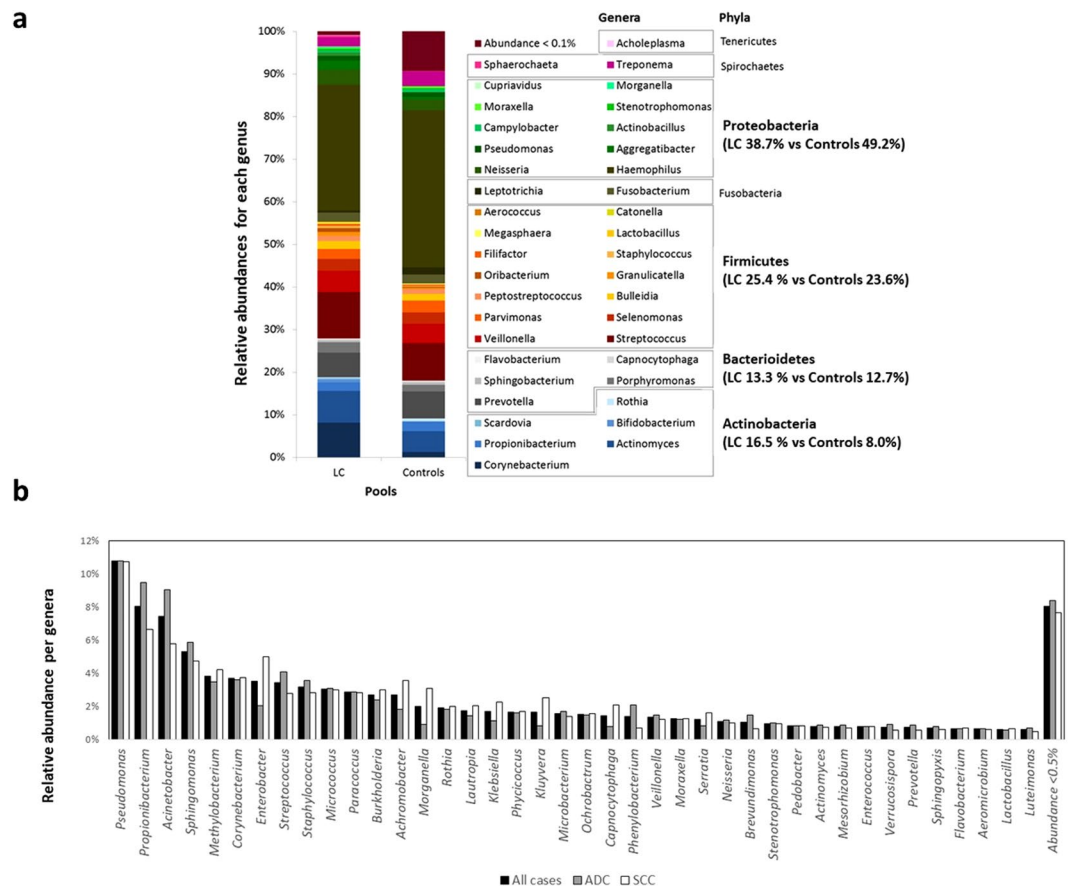 a
Genera Phyla
100%
90%
80%
70%
60%
50%
40%
30%
20%
10%
0%
Relative abundances for each genus
LC Controls
Pools
Abundance < 0.1% Acholeplasma Tenericutes
Sphaerochaeta Treponema Spirochaetes
Cupriavidus Morganella
Moraxella Stenotrophomonas
Campylobacter Actinobacillus Proteobacteria
Pseudomonas Aggregatibacter (LC 38.7% vs Controls 49.2%)
Neisseria Haemophilus
Leptotrichia Fusobacterium Fusobacteria
Aerococcus Catonella
Megasphaera Lactobacillus
Filifactor Staphylococcus Firmicutes
Oribacterium Granulicatella (LC 25.4 % vs Controls 23.6%)
Peptostreptococcus Bulleidia
Parvimonas Selenomonas
Veillonella Streptococcus
Flavobacterium Capnocytophaga Bacterioidetes
Sphingobacterium Porphyromonas (LC 13.3 % vs Controls 12.7%)
Prevotella Rothia
Scardovia Bifidobacterium Actinobacteria
Propionibacterium Actinomyces (LC 16.5 % vs Controls 8.0%)
Corynebacterium
b
12%
10%
8%
6%
4%
2%
0%
Relative abundance per genera
Pseudomonas
Propionibacterium
Acinetobacter
Sphingomonas
Methylobacterium
Corynebacterium
Enterobacter
Streptococcus
Staphylococcus
Micrococcus
Paracoccus
Burkholderia
Achromobacter
Morganella
Rothia
Lautropia
Klebsiella
Phycicoccus
Kluyvera
Microbacterium
Ochrobactrum
Capnocytophaga
Phenylobacterium
Veillonella
Moraxella
Serratia
Neisseria
Brevundimonas
Stenotrophomonas
Pedobacter
Actinomyces
Mesorhizobium
Enterococcus
Verrucosispora
Prevotella
Sphingopyxis
Flavobacterium
Aeromicrobium
Lactobacillus
Luteimonas
Abundance <0.5%
All cases ADC SCC